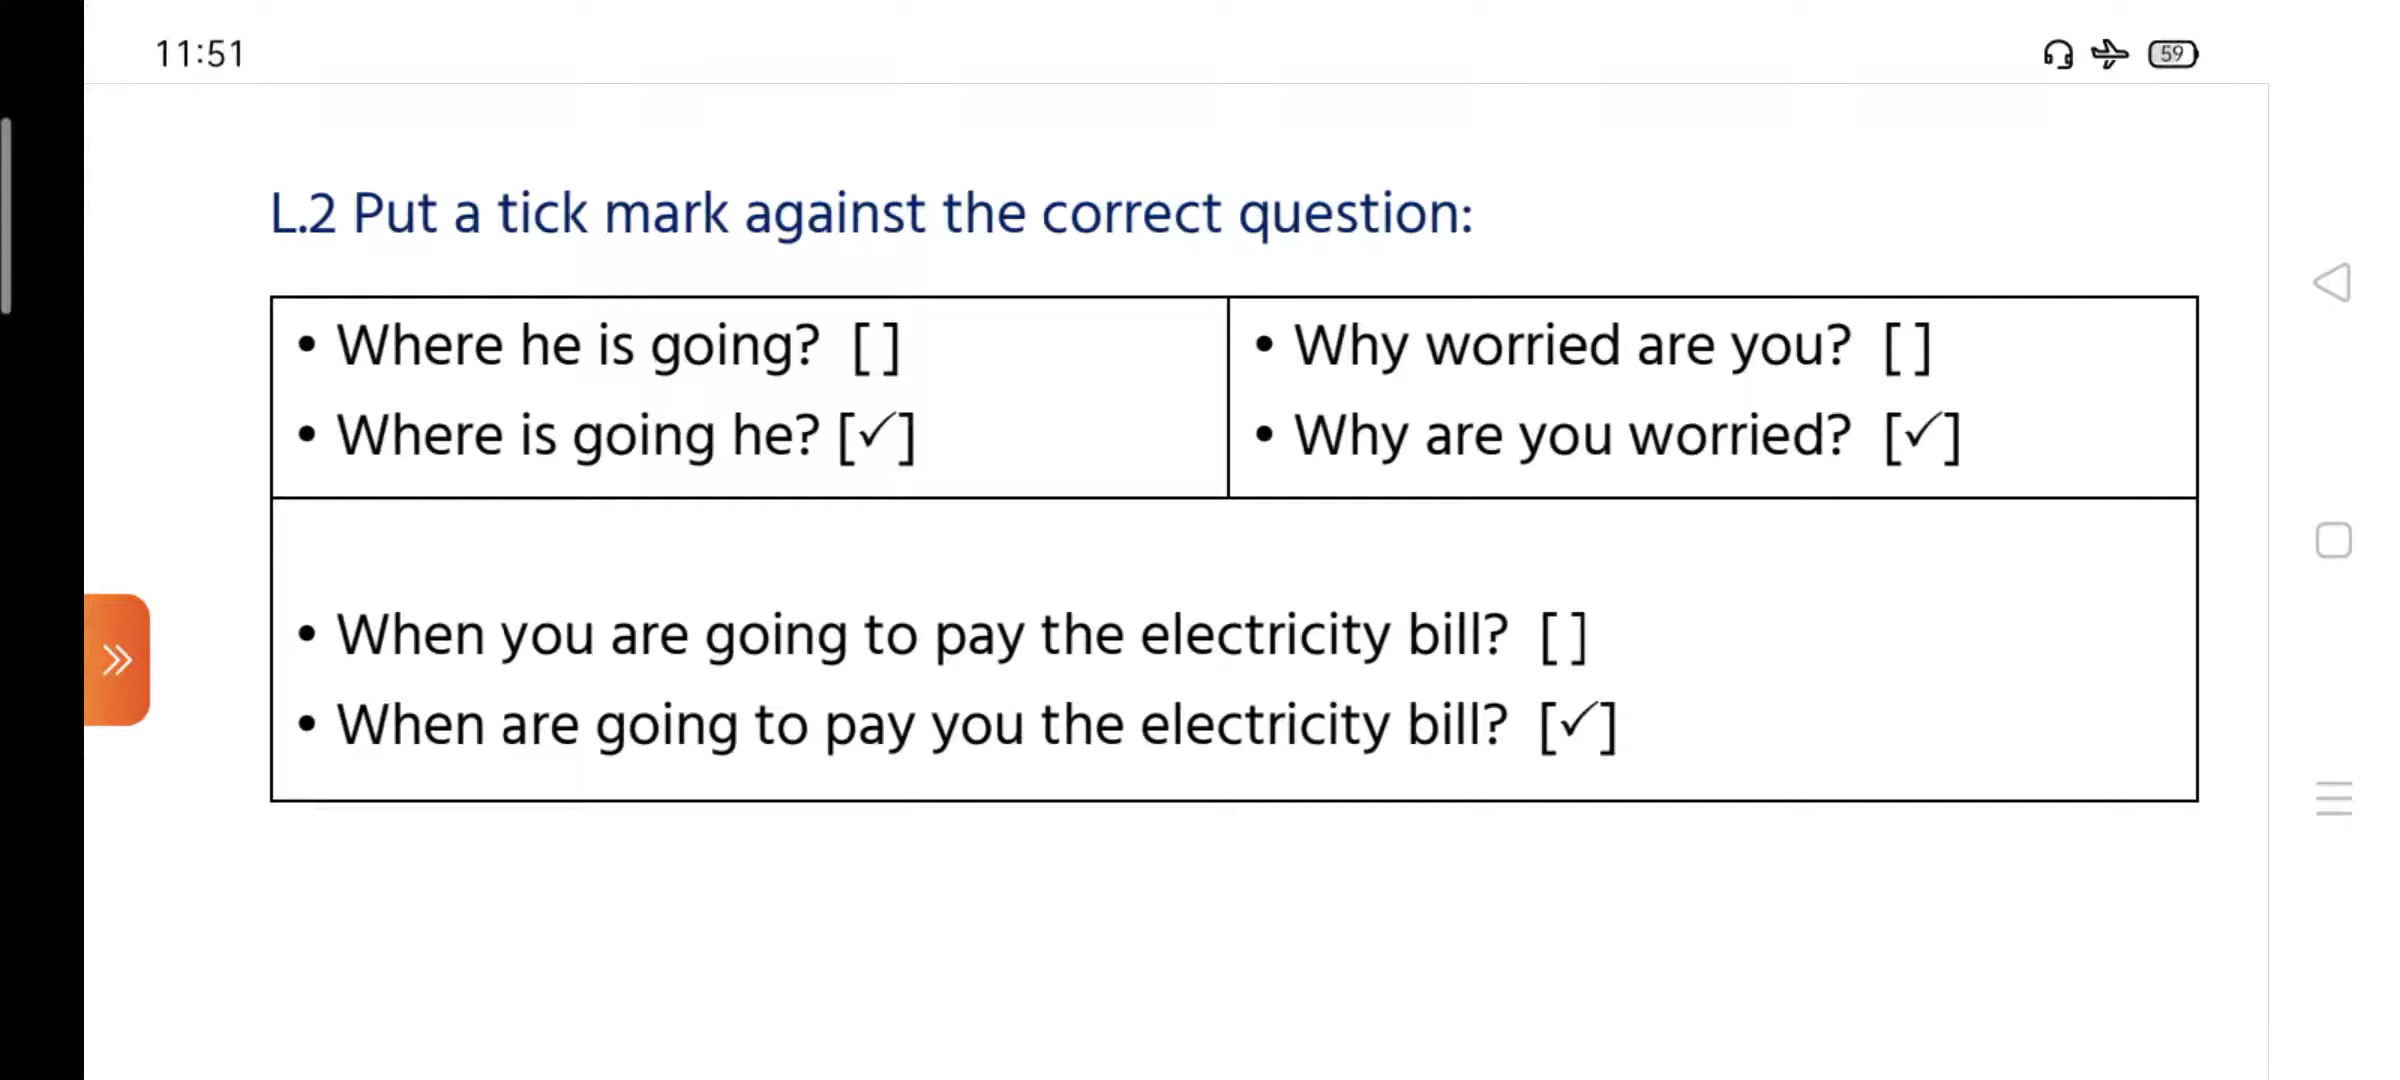 11:51
59
L.2 Put a tick mark against the correct question:
• Where he is going? [ ]
• Where is going he? [✓]
• Why worried are you? [ ]
• Why are you worried? [✓]
• When you are going to pay the electricity bill? [ ]
• When are going to pay you the electricity bill? [✓]